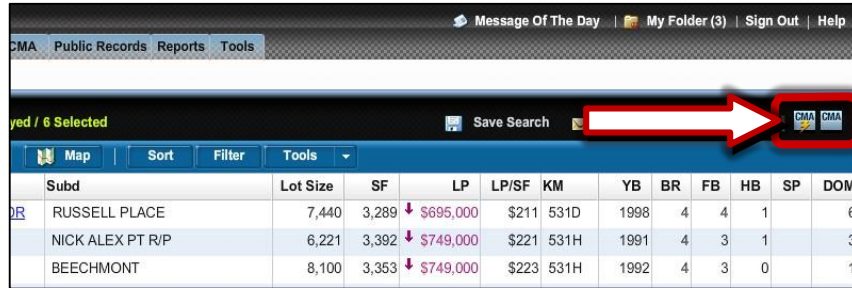 Message Of The Day | My Folder (3) | Sign Out | Help
CMA Public Records Reports Tools
yed / 6 Selected Save Search CMA CMA
Map Sort Filter Tools
Subd Lot Size SF LP LP/SF KM YB BR FB HB SP DOM
DR RUSSELL PLACE 7,440 3,289 $695,000 $211 531D 1998 4 4 1 6
NICK ALEX PT R/P 6,221 3,392 $749,000 $221 531H 1991 4 3 1 3
BEECHMONT 8,100 3,353 $749,000 $223 531H 1992 4 3 0 1